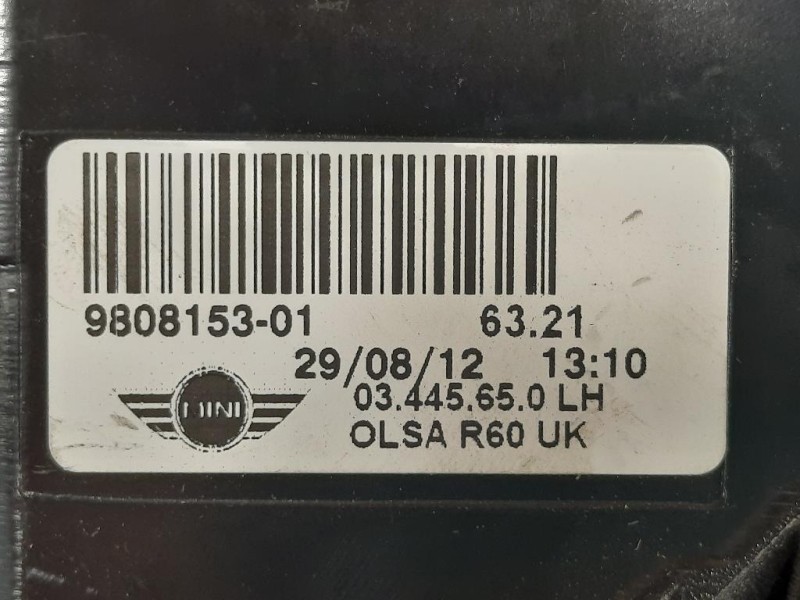 9808153-01 63.21
29/08/12 13:10
03.445.65.0 LH
MINI
OLSA R60 UK